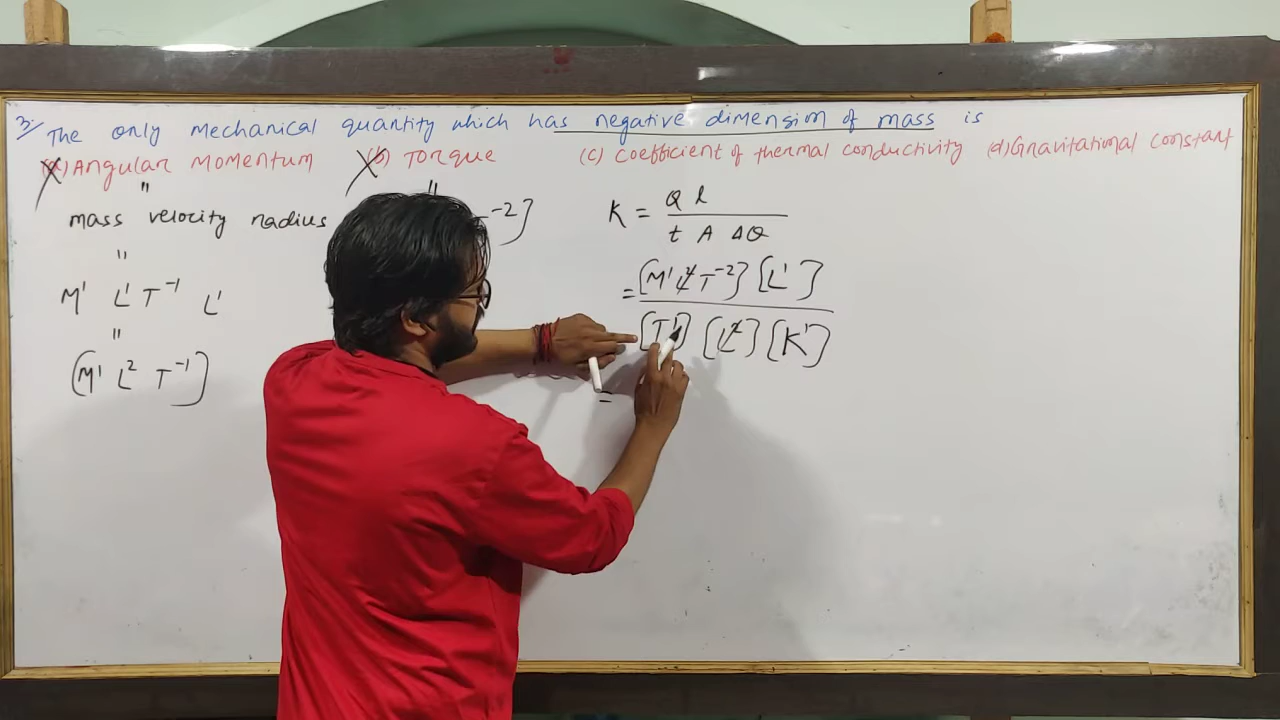 3. The only mechanical quantity which has negative dimension of mass is
(a) Angular Momentum (b) Torque (c) coefficient of thermal conductivity (d) Gravitational constant
" "
mass velocity radius -2] K = Q l / t A ΔQ
"
M¹ L¹ T⁻¹ L¹ = [M¹ L² T⁻²] [L¹] / [T¹] [L²] [K¹]
"
[M¹ L² T⁻¹] =